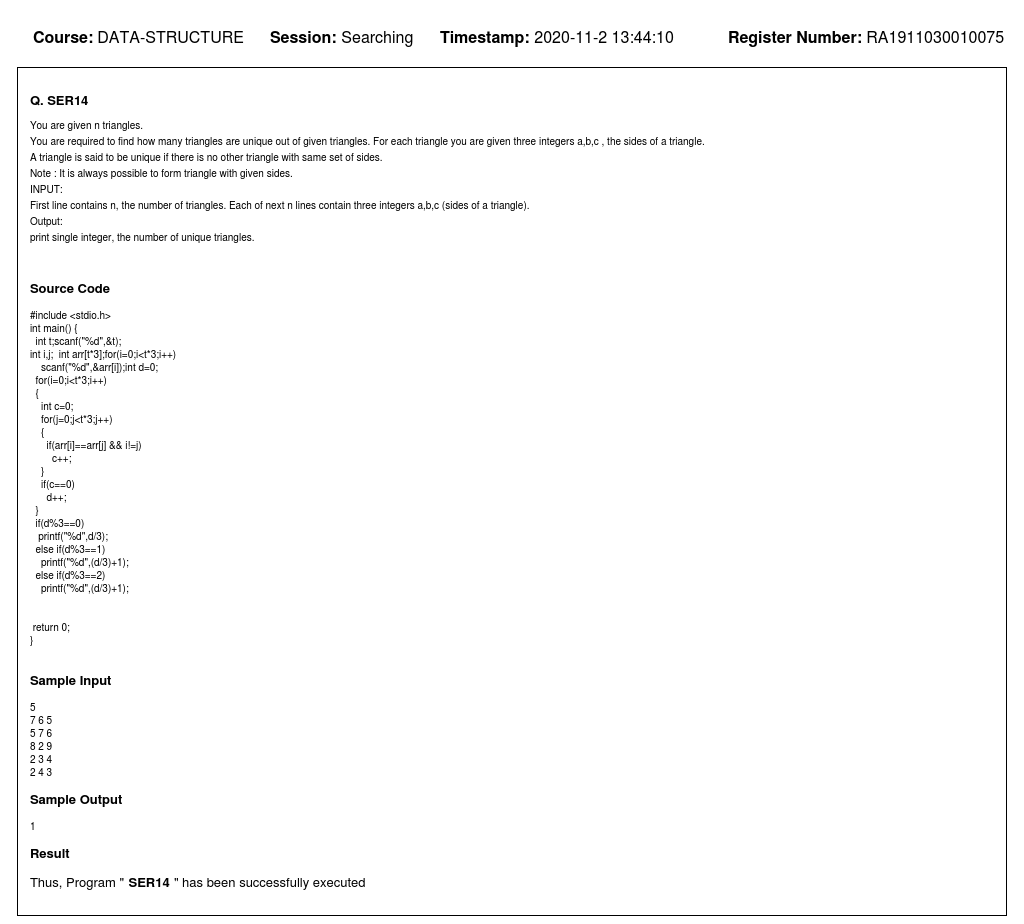 Course: DATA-STRUCTURE Session: Searching Timestamp: 2020-11-2 13:44:10 Register Number: RA1911030010075
Q. SER14
You are given n triangles.
You are required to find how many triangles are unique out of given triangles. For each triangle you are given three integers a,b,c , the sides of a triangle.
A triangle is said to be unique if there is no other triangle with same set of sides.
Note : It is always possible to form triangle with given sides.
INPUT:
First line contains n, the number of triangles. Each of next n lines contain three integers a,b,c (sides of a triangle).
Output:
print single integer, the number of unique triangles.
Source Code
#include <stdio.h>
int main() {
int t;scanf("%d",&t);
int i,j; int arr[t*3];for(i=0;i<t*3;i++)
scanf("%d",&arr[i]);int d=0;
for(i=0;i<t*3;i++)
{
int c=0;
for(j=0;j<t*3;j++)
{
if(arr[i]==arr[j] && i!=j)
c++;
}
if(c==0)
d++;
}
if(d%3==0)
printf("%d",d/3);
else if(d%3==1)
printf("%d",(d/3)+1);
else if(d%3==2)
printf("%d",(d/3)+1);
return 0;
}
Sample Input
5
7 6 5
5 7 6
8 2 9
2 3 4
2 4 3
Sample Output
1
Result
Thus, Program " SER14 " has been successfully executed